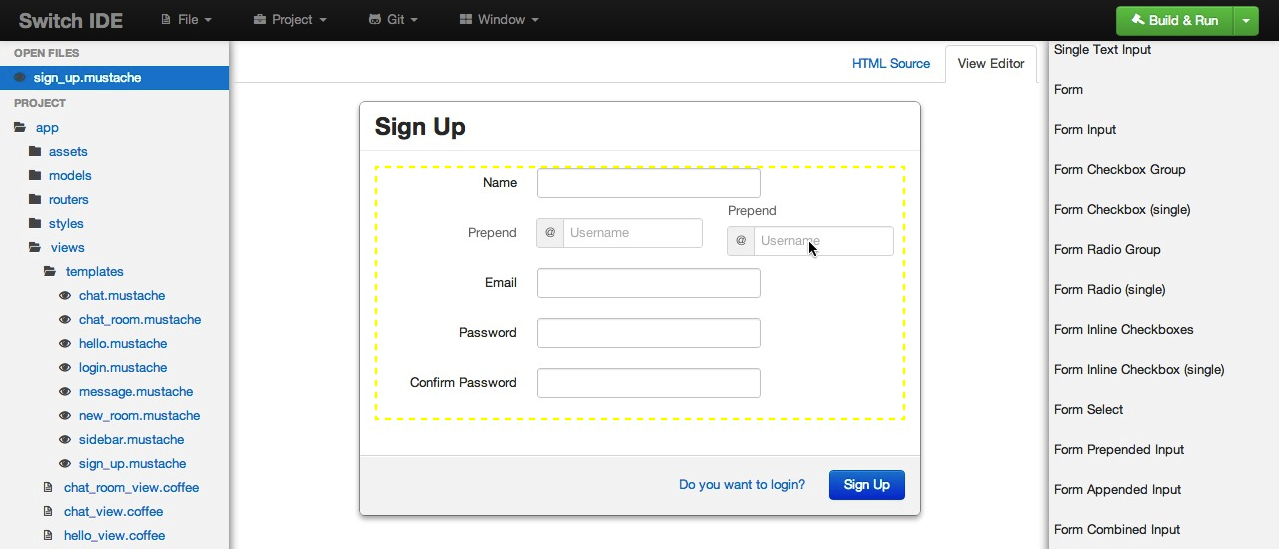 Switch IDE
File
Project
Git
Window
Build & Run
OPEN FILES
sign_up.mustache
PROJECT
app
assets
models
routers
styles
views
templates
chat.mustache
chat_room.mustache
hello.mustache
login.mustache
message.mustache
new_room.mustache
sidebar.mustache
sign_up.mustache
chat_room_view.coffee
chat_view.coffee
hello_view.coffee
HTML Source
View Editor
Sign Up
Name
Prepend
@ Username
Prepend
@ Username
Email
Password
Confirm Password
Do you want to login?
Sign Up
Single Text Input
Form
Form Input
Form Checkbox Group
Form Checkbox (single)
Form Radio Group
Form Radio (single)
Form Inline Checkboxes
Form Inline Checkbox (single)
Form Select
Form Prepended Input
Form Appended Input
Form Combined Input